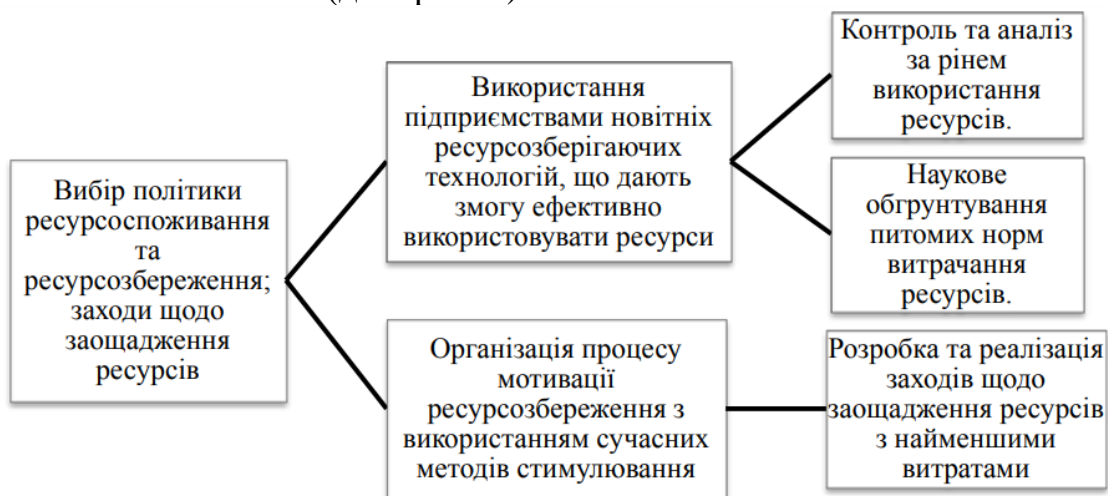 Вибір політики
ресурсоспоживання
та
ресурсозбереження;
заходи щодо
заощадження
ресурсів
Використання
підприємствами новітніх
ресурсозберігаючих
технологій, що дають
змогу ефективно
використовувати ресурси
Контроль та аналіз
за рінем
використання
ресурсів.
Наукове
обгрунтування
питомих норм
витрачання
ресурсів.
Організація процесу
мотивації
ресурсозбереження з
використанням сучасних
методів стимулювання
Розробка та реалізація
заходів щодо
заощадження ресурсів
з найменшими
витратами